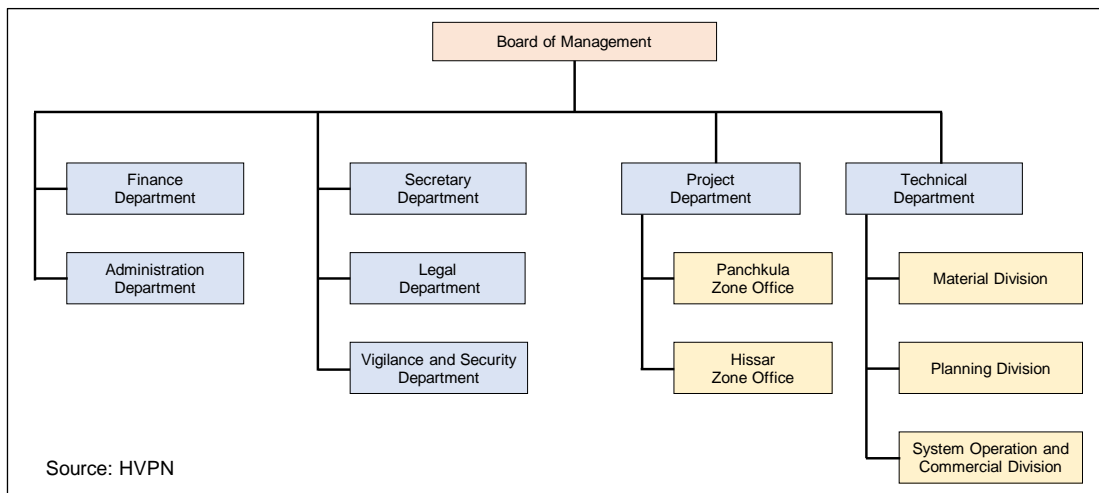 Board of Management
Finance
Department
Administration
Department
Secretary
Department
Legal
Department
Vigilance and Security
Department
Project
Department
Panchkula
Zone Office
Hissar
Zone Office
Technical
Department
Material Division
Planning Division
System Operation and
Commercial Division
Source: HVPN